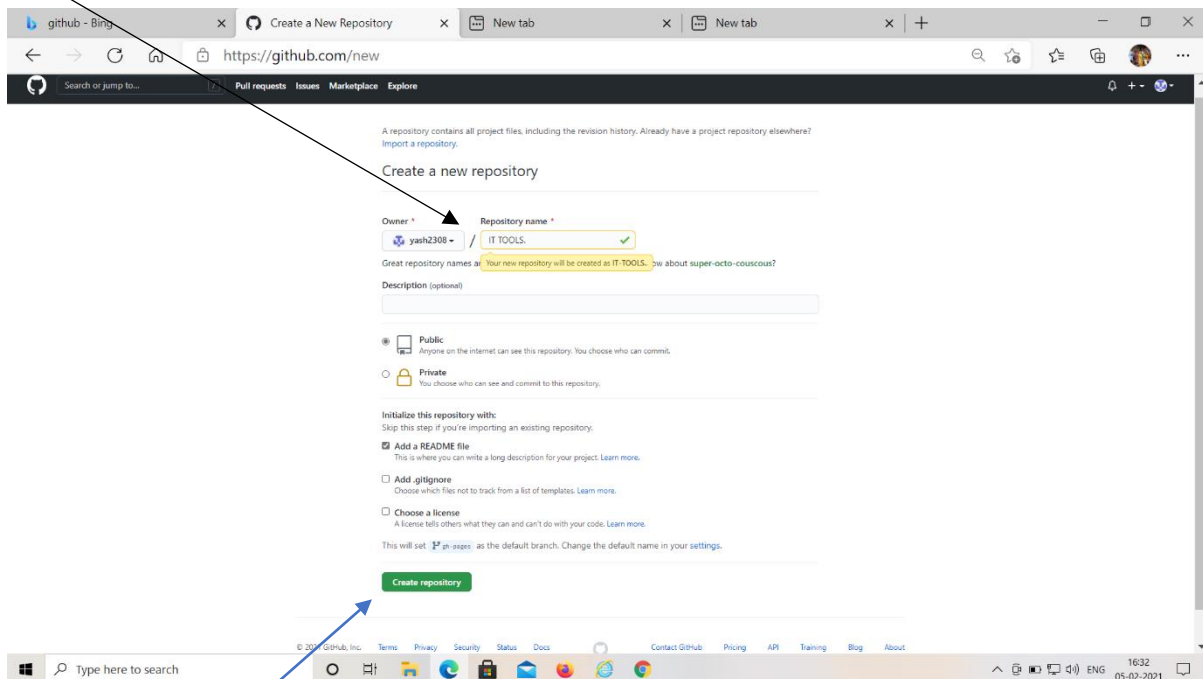 github - Bing
Create a New Repository
New tab
New tab
https://github.com/new
Search or jump to...
Pull requests Issues Marketplace Explore
A repository contains all project files, including the revision history. Already have a project repository elsewhere?
Import a repository.
Create a new repository
Owner * Repository name *
yash2308 / IT TOOLS.
Great repository names a
Your new repository will be created as IT-TOOLS.
ow about super-octo-couscous?
Description (optional)
Public
Anyone on the internet can see this repository. You choose who can commit.
Private
You choose who can see and commit to this repository.
Initialize this repository with:
Skip this step if you're importing an existing repository.
Add a README file
This is where you can write a long description for your project. Learn more.
Add .gitignore
Choose which files not to track from a list of templates. Learn more.
Choose a license
A license tells others what they can and can't do with your code. Learn more.
This will set gh-pages as the default branch. Change the default name in your settings.
Create repository
© 2021 GitHub, Inc. Terms Privacy Security Status Docs Contact GitHub Pricing API Training Blog About
Type here to search
ENG
16:32
05-02-2021